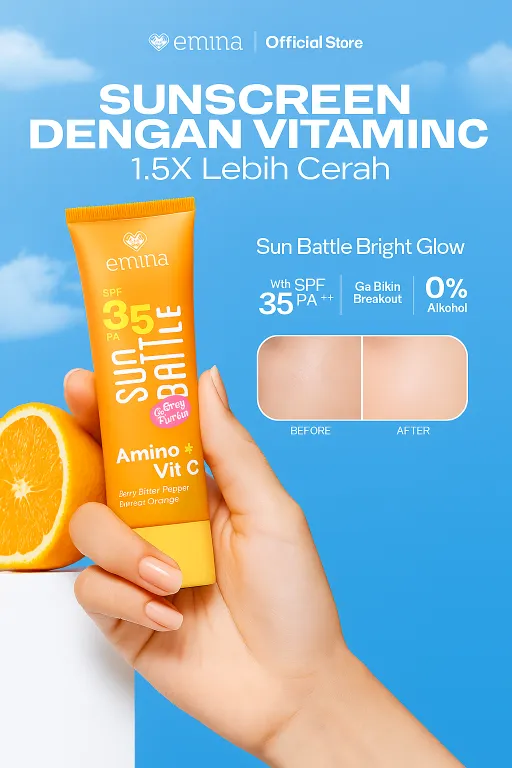 emina | Official Store
SUNSCREEN
DENGAN VITAMINC
1.5X Lebih Cerah
Sun Battle Bright Glow
Wth SPF
35 PA ++
Ga Bikin
Breakout
0%
Alkohol
BEFORE
AFTER
emina
SPF
35
PA
SUN
BATTLE
Amino
Vit C
Berry Bitter Pepper
Orange